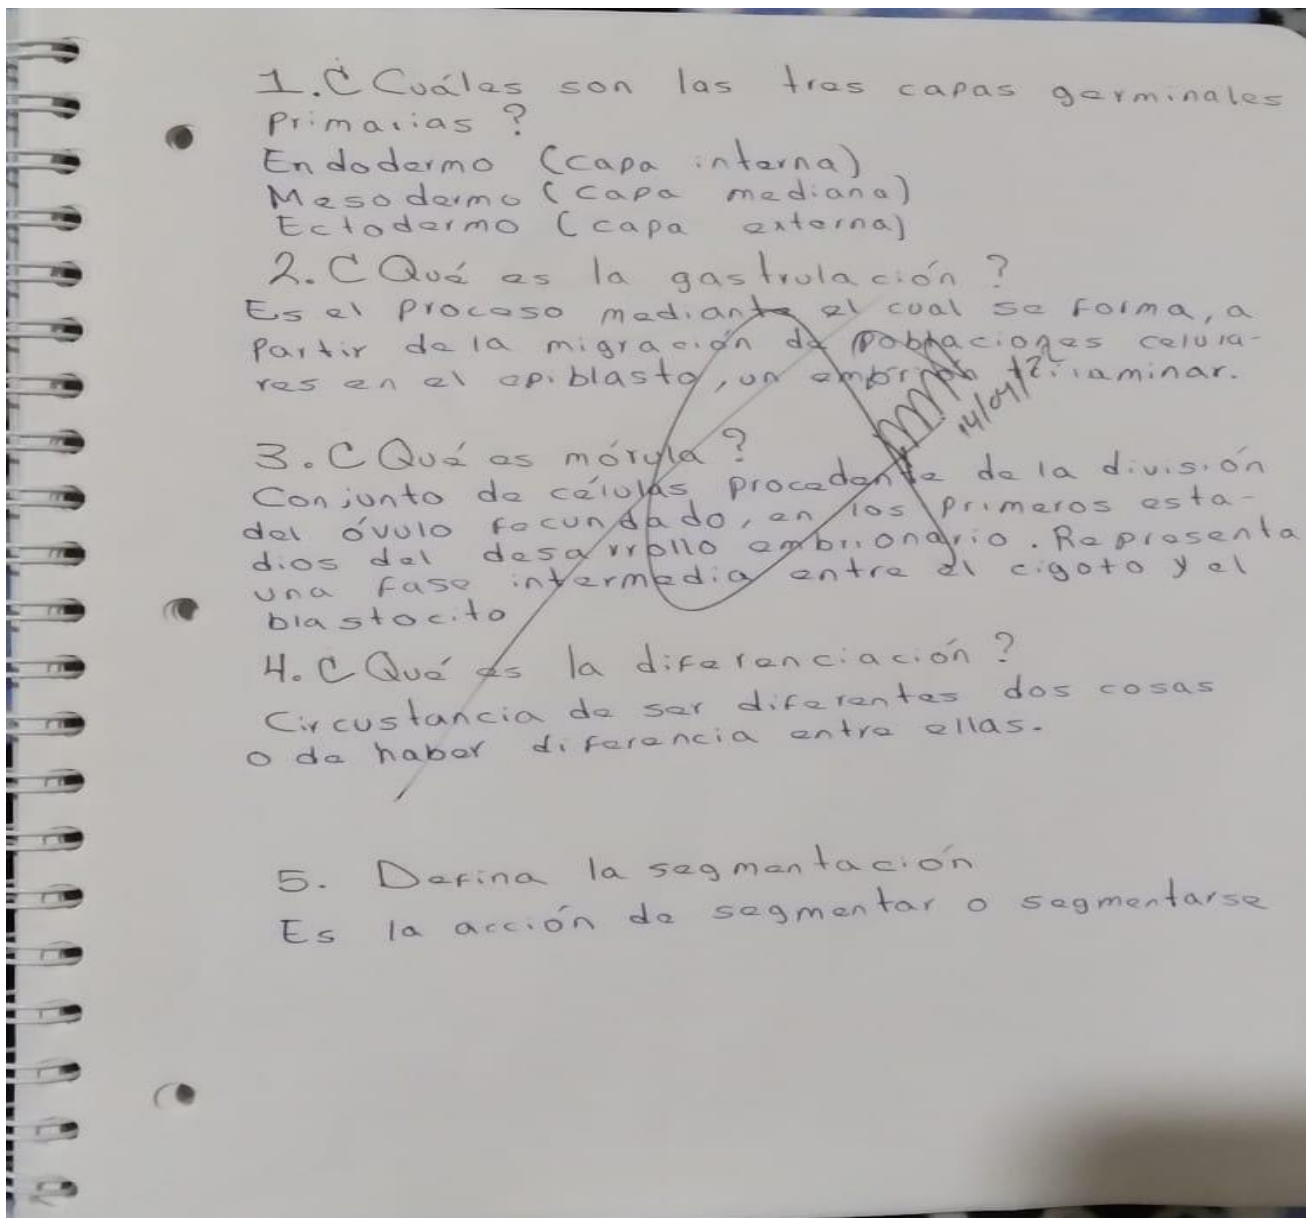 1. ¿Cuáles son las tres capas germinales
Primarias?
Endodermo (capa interna)
Mesodermo (capa mediana)
Ectodermo (capa externa)
2. ¿Qué es la gastrulación?
Es el proceso mediante el cual se forma, a
Partir de la migración de poblaciones celula-
res en el epiblasto, un embrion trilaminar.
3. ¿Qué es móryla?
Conjunto de células procedente de la división
del óvulo fecundado, en los primeros esta-
dios del desarrollo embrionario. Representa
una fase intermedia entre el cigoto y el
blastocito
4. ¿Qué es la diferenciación?
Circustancia de ser diferentes dos cosas
o de haber diferencia entre ellas.
5. Defina la segmentación
Es la acción de segmentar o segmentarse